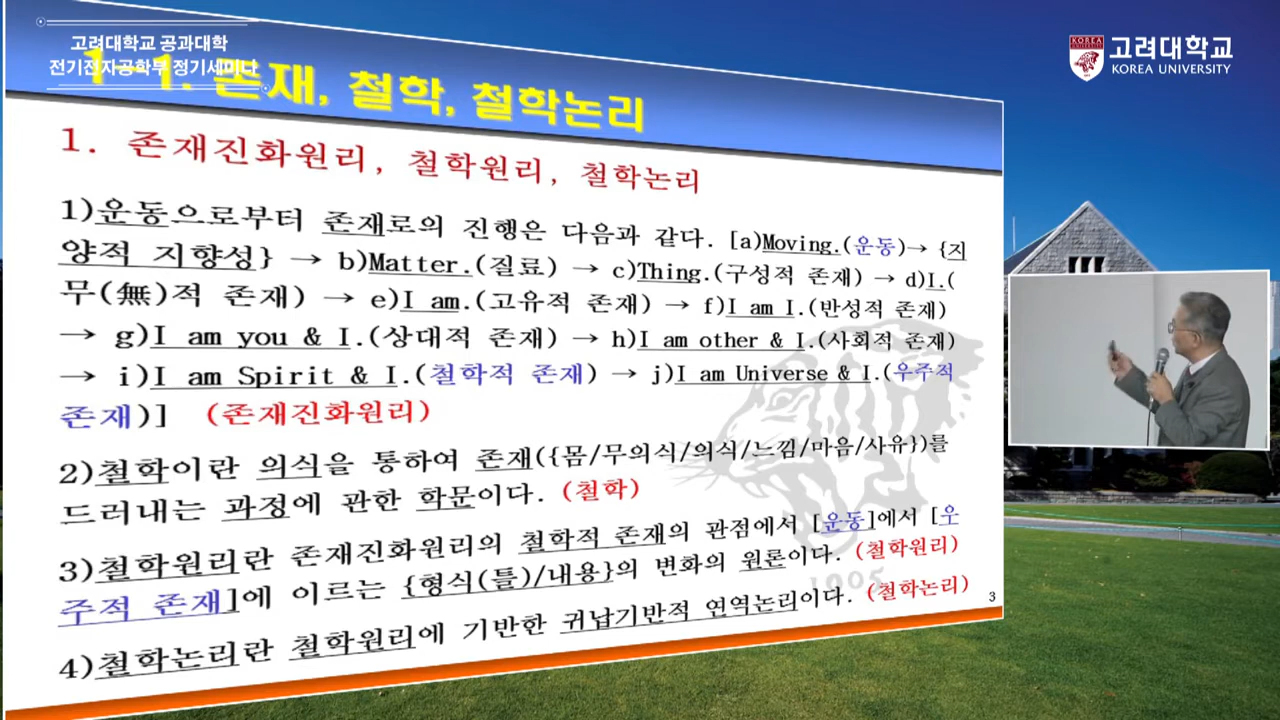 고려대학교 공과대학
전기전자공학부 정기세미나
KOREA
고려대학교
KOREA UNIVERSITY
1-1. 존재, 철학, 철학논리
1. 존재진화원리, 철학원리, 철학논리
1)운동으로부터 존재로의 진행은 다음과 같다. [a)Moving.(운동)→ {지
양적 지향성} → b)Matter.(질료) → c)Thing.(구성적 존재) → d)I.(
무(無)적 존재) → e)I am.(고유적 존재) → f)I am I.(반성적 존재)
→ g)I am you & I.(상대적 존재) → h)I am other & I.(사회적 존재)
→ i)I am Spirit & I.(철학적 존재) → j)I am Universe & I.(우주적
존재)] (존재진화원리)
2)철학이란 의식을 통하여 존재({몸/무의식/의식/느낌/마음/사유})를
드러내는 과정에 관한 학문이다. (철학)
3)철학원리란 존재진화원리의 철학적 존재의 관점에서 [운동]에서 [우
주적 존재]에 이르는 {형식(틀)/내용}의 변화의 원론이다. (철학원리)
4)철학논리란 철학원리에 기반한 귀납기반적 연역논리이다. (철학논리)
1905
3